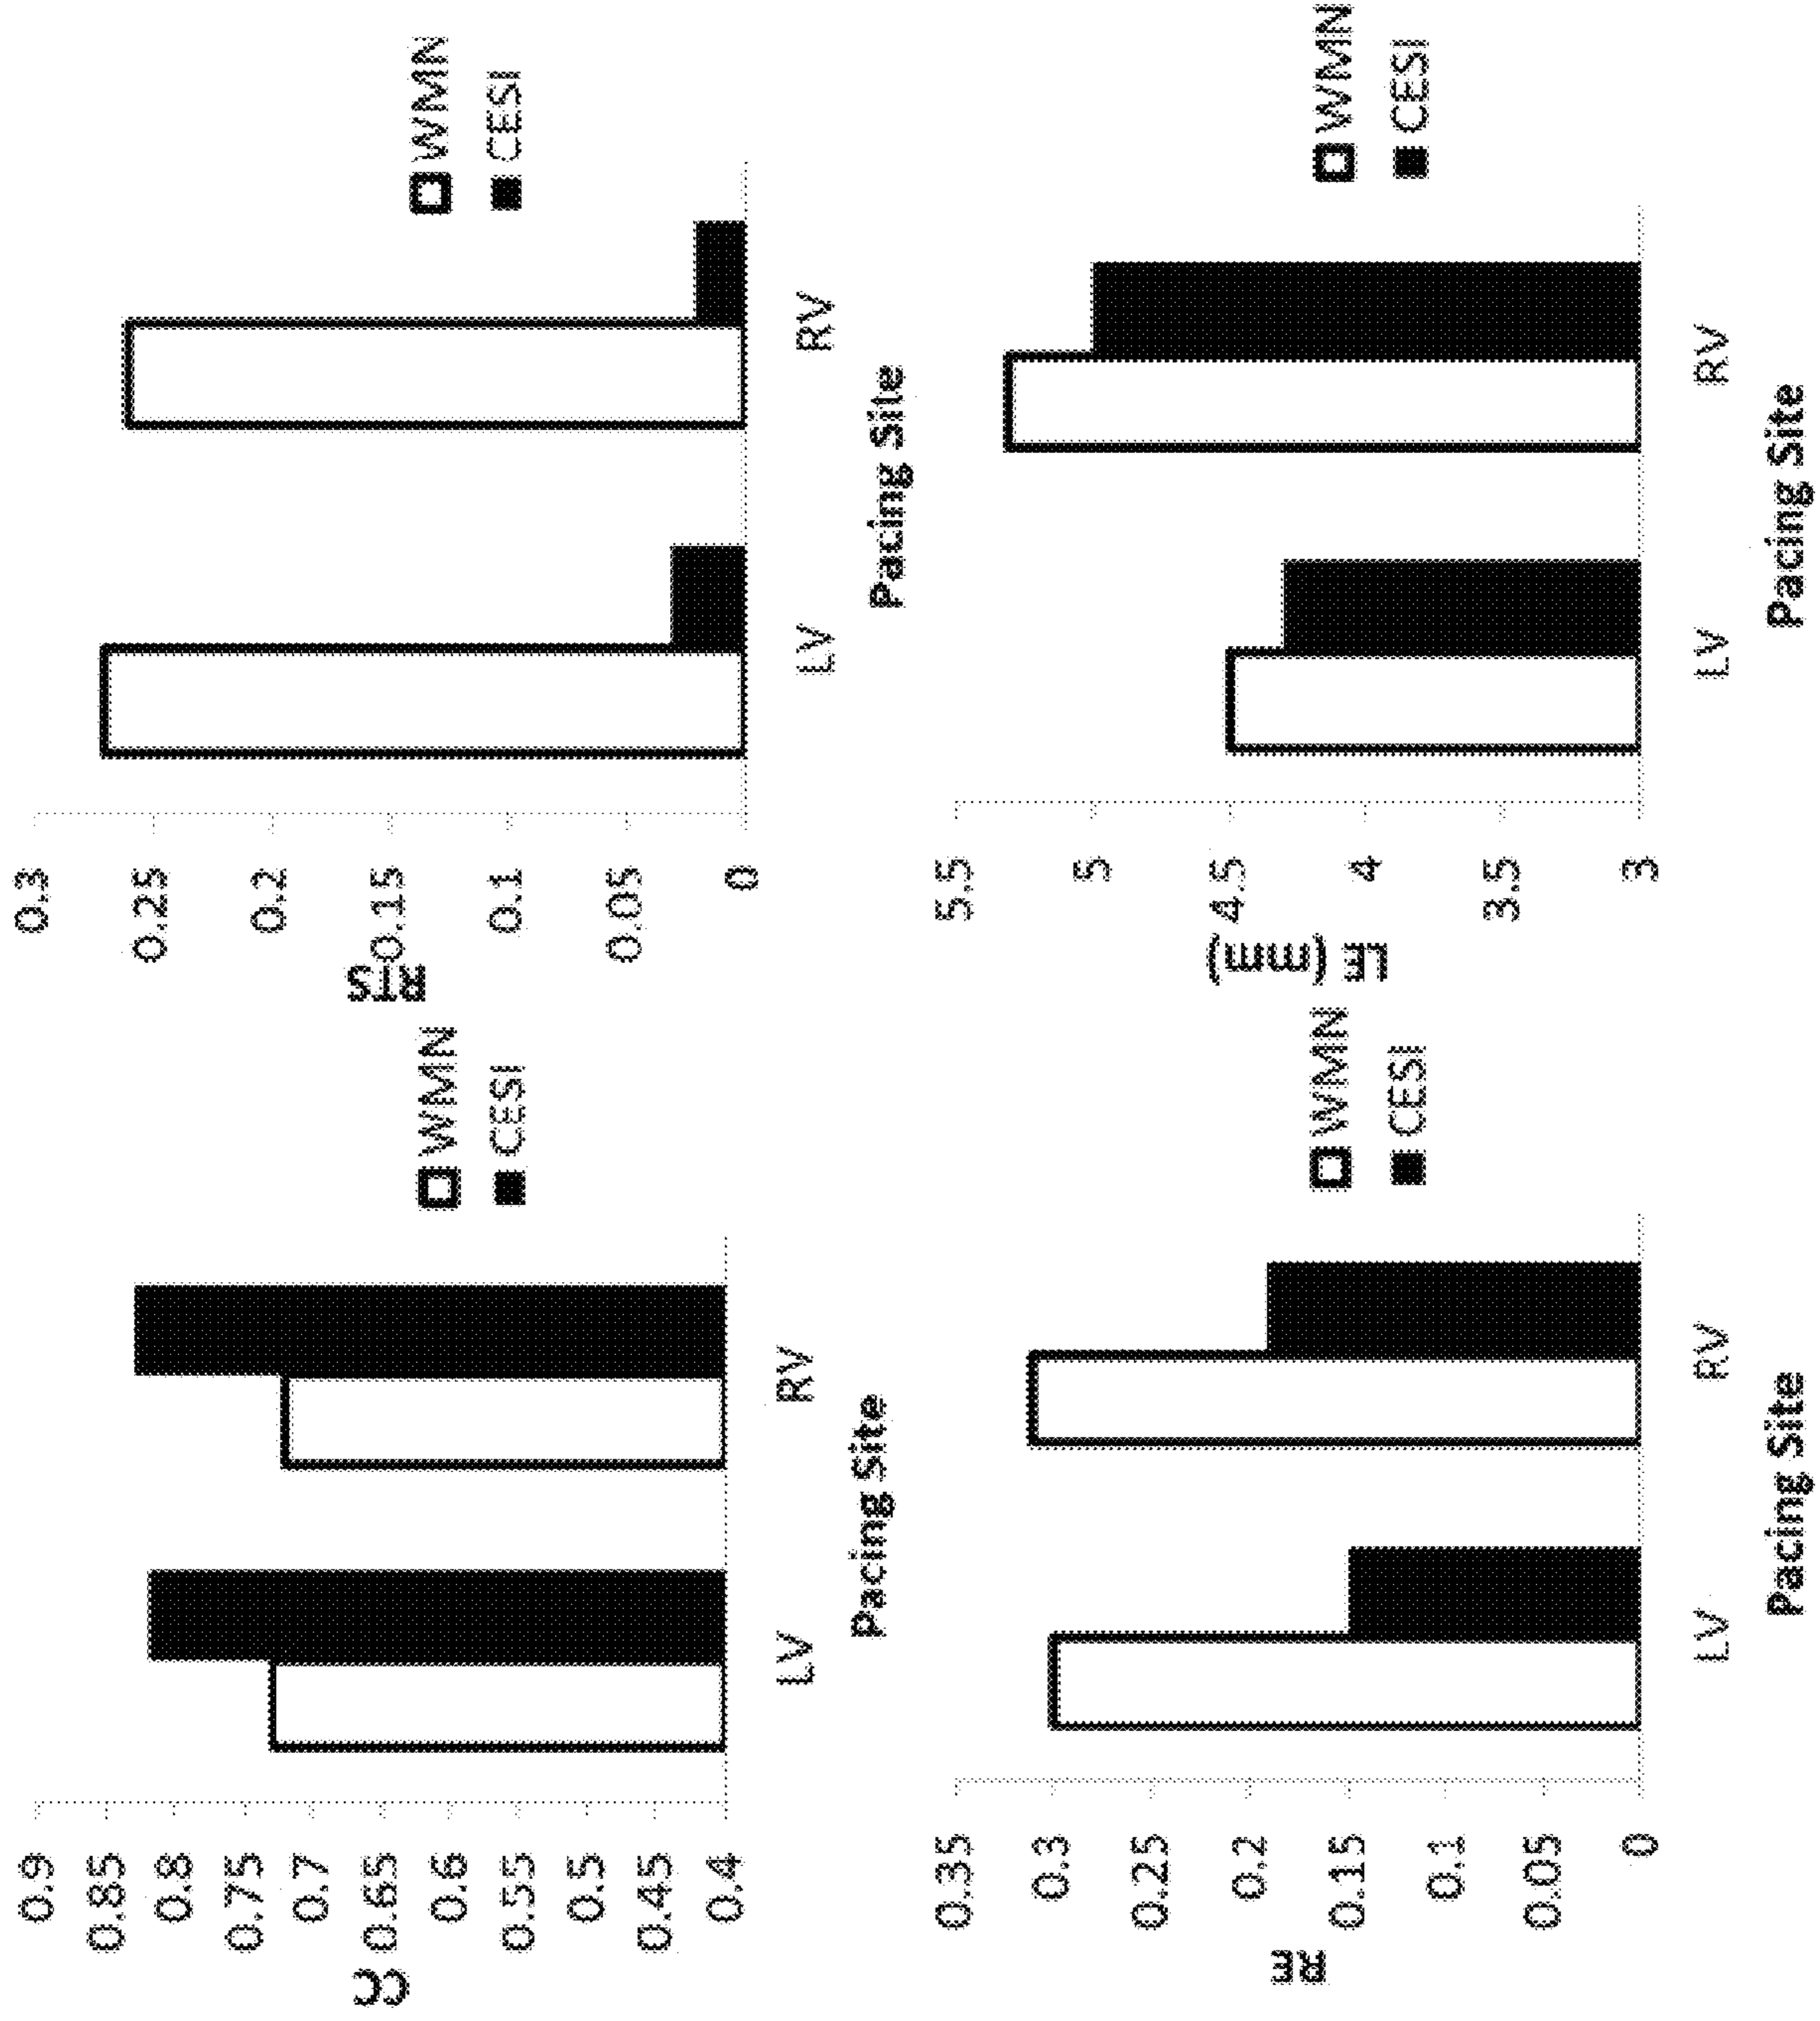 CC
0.9
0.85
0.8
0.75
0.7
0.65
0.6
0.55
0.5
0.45
0.4
LV
RV
Pacing Site
WMN
CESI
RTS
0.3
0.25
0.2
0.15
0.1
0.05
0
LV
RV
Pacing Site
WMN
CESI
RE
0.35
0.3
0.25
0.2
0.15
0.1
0.05
0
LV
RV
Pacing Site
WMN
CESI
LE (mm)
5.5
5
4.5
4
3.5
3
LV
RV
Pacing Site
WMN
CESI